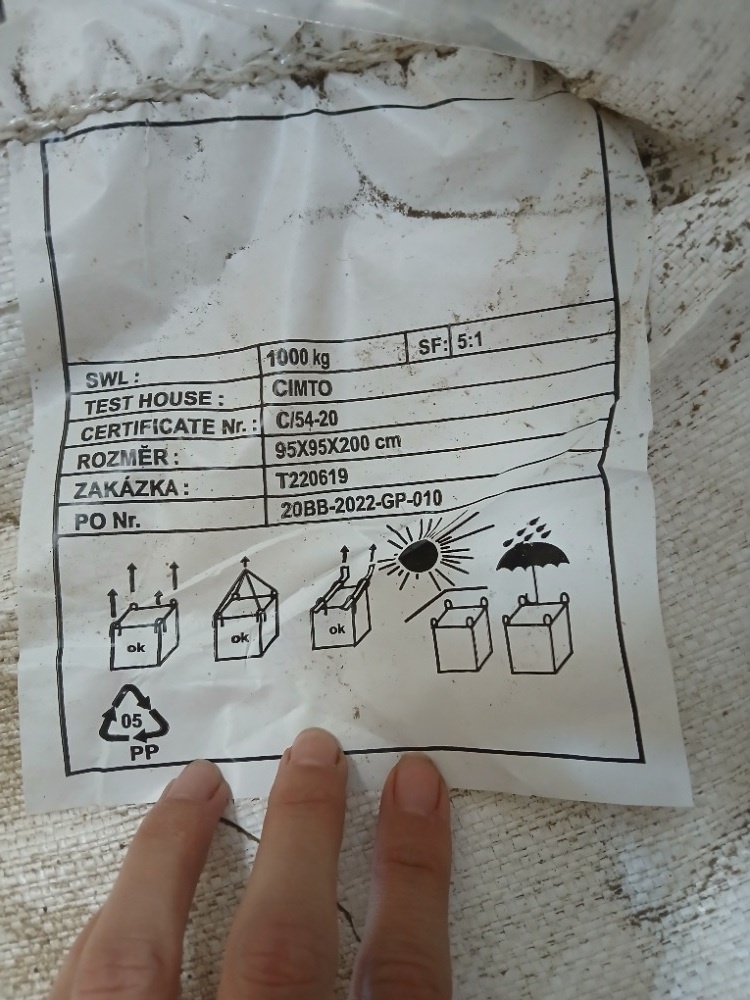 SWL : 1000 kg SF: 5:1
TEST HOUSE : CIMTO
CERTIFICATE Nr. : C/54-20
ROZMĚR : 95X95X200 cm
ZAKÁZKA : T220619
PO Nr. 20BB-2022-GP-010
ok ok ok
05
PP